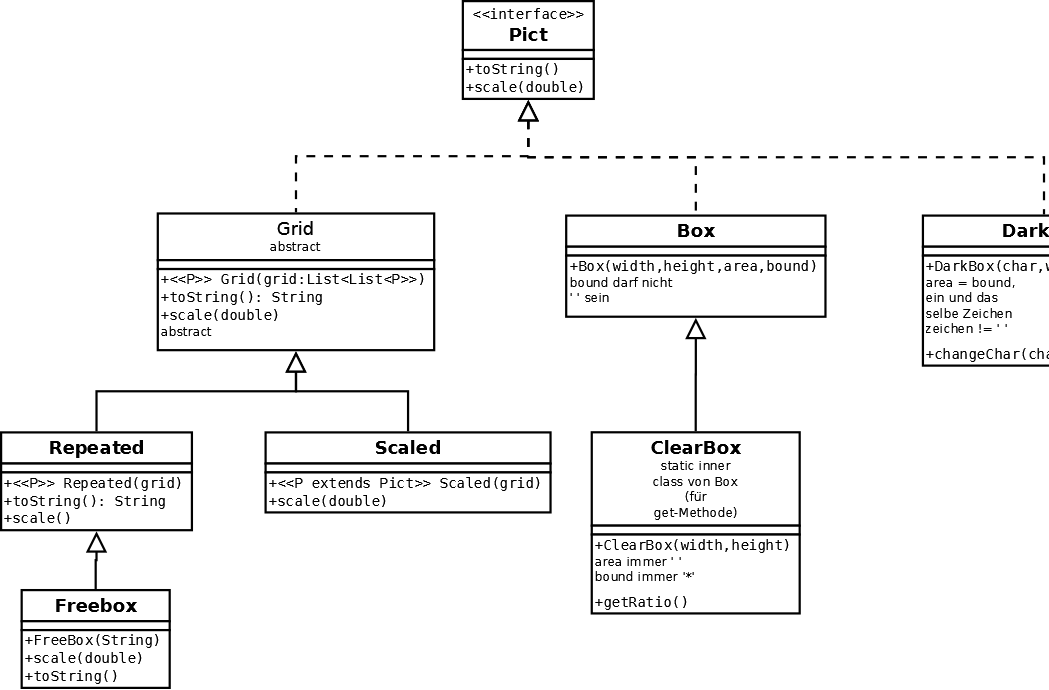 <<interface>>
Pict
+toString()
+scale(double)
Grid
abstract
+<<P>> Grid(grid:List<List<P>>)
+toString(): String
+scale(double)
abstract
Box
+Box(width,height,area,bound)
bound darf nicht
' ' sein
Dark
+DarkBox(char,
area = bound,
ein und das
selbe Zeichen
zeichen != ' '
+changeChar(cha
Repeated
+<<P>> Repeated(grid)
+toString(): String
+scale()
Scaled
+<<P extends Pict>> Scaled(grid)
+scale(double)
ClearBox
static inner
class von Box
(für
get-Methode)
+ClearBox(width,height)
area immer ' '
bound immer '*'
+getRatio()
Freebox
+FreeBox(String)
+scale(double)
+toString()